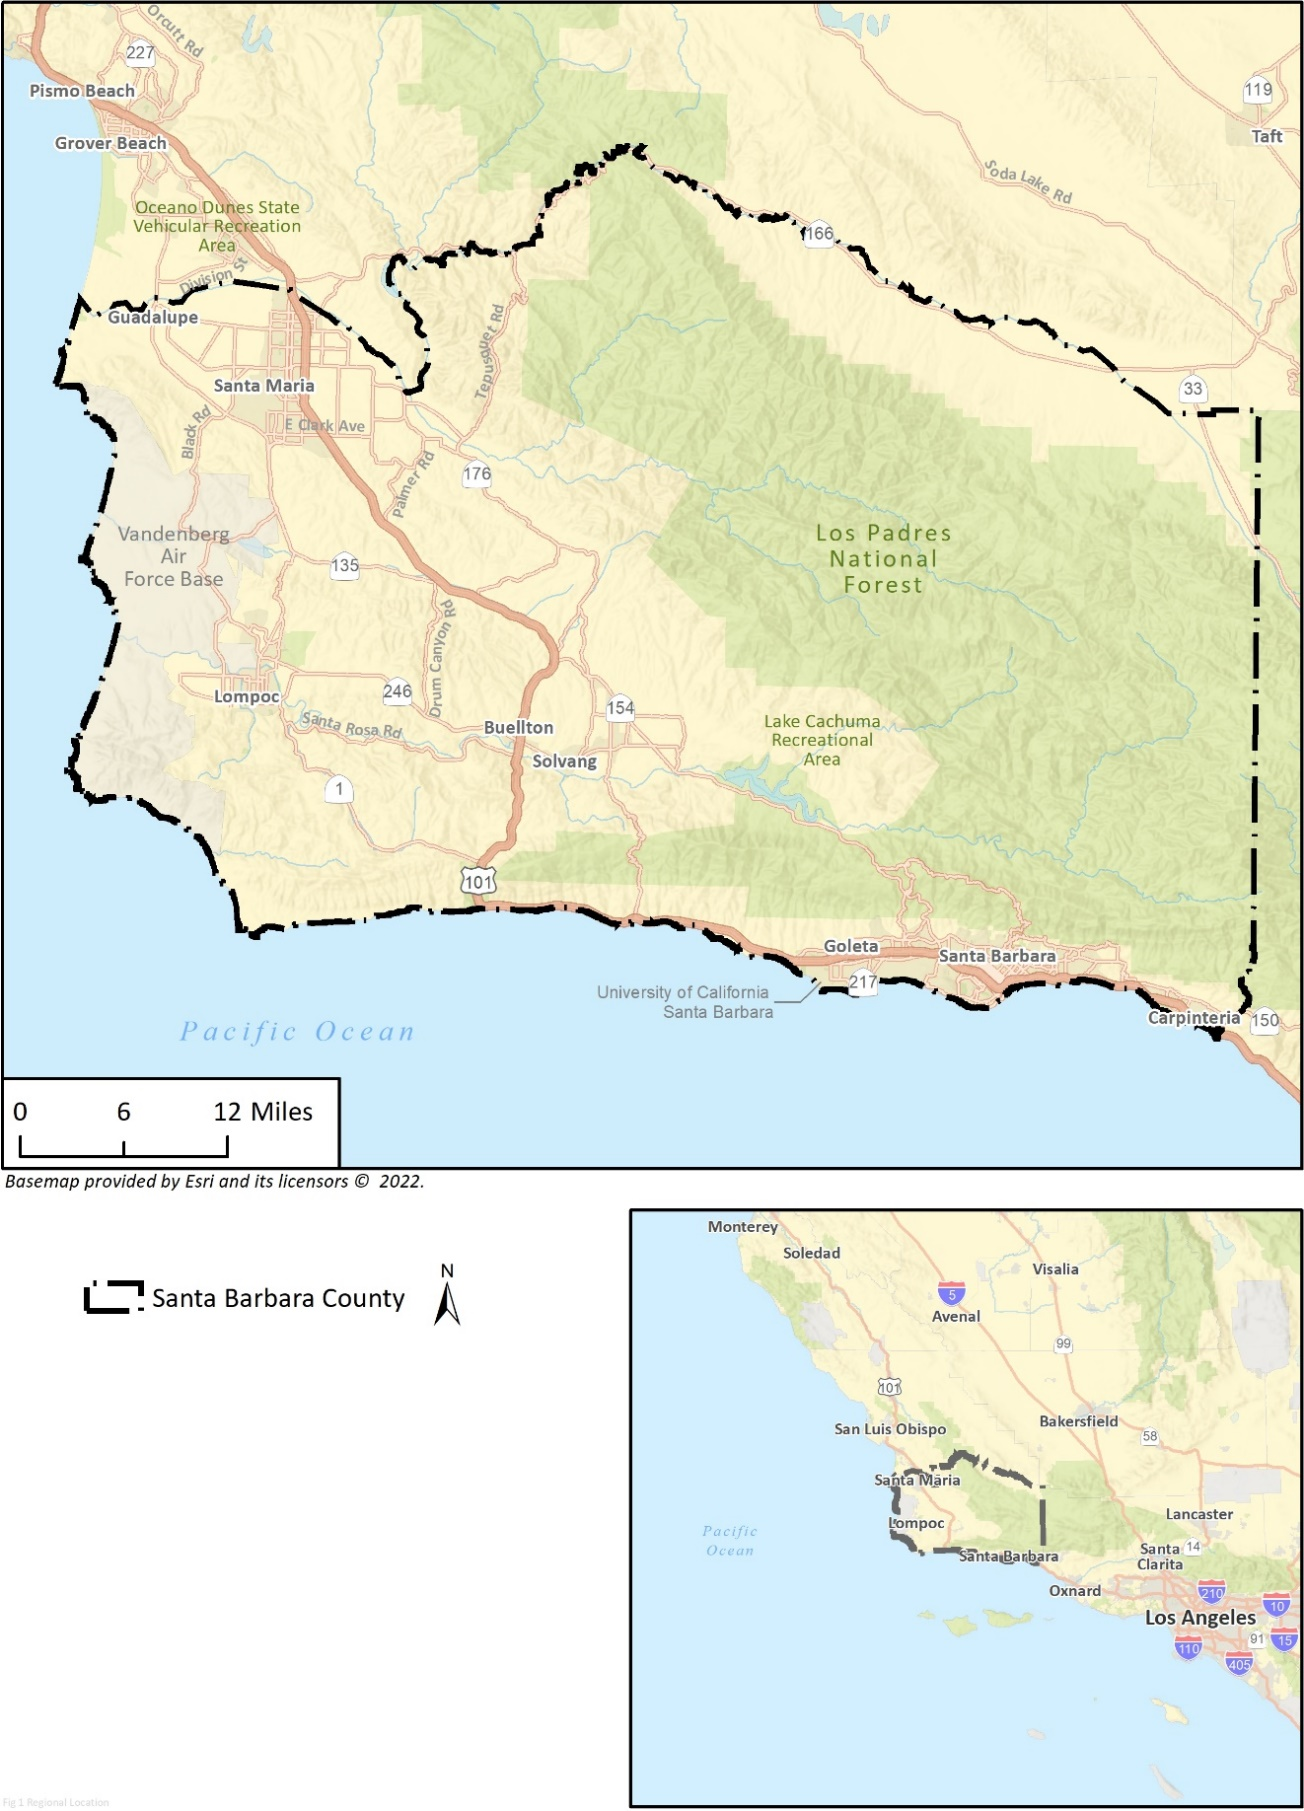 Orcutt Rd
227
Pismo Beach
119
Grover Beach
Taft
Soda Lake Rd
Oceano Dunes State
Vehicular Recreation
Area
166
Division St
Guadalupe
Tepusquet Rd
Santa Maria
33
Black Rd
E Clark Ave
Palmer Rd
176
Vandenberg
Air
Force Base
Los Padres
National
Forest
135
Drum Canyon Rd
Lompoc
246
154
Santa Rosa Rd
Buellton
Lake Cachuma
Recreational
Area
Solvang
1
101
Goleta
Santa Barbara
217
University of California
Santa Barbara
Carpinteria
150
Pacific Ocean
0 6 12 Miles
Basemap provided by Esri and its licensors © 2022.
Santa Barbara County
N
Monterey
Soledad
Visalia
5
Avenal
99
101
San Luis Obispo
Bakersfield
58
Santa Maria
Lompoc
Lancaster
Pacific
Ocean
Santa Barbara
Santa
Clarita
14
Oxnard
210
10
Los Angeles
110
91
15
405
Fig 1 Regional Location